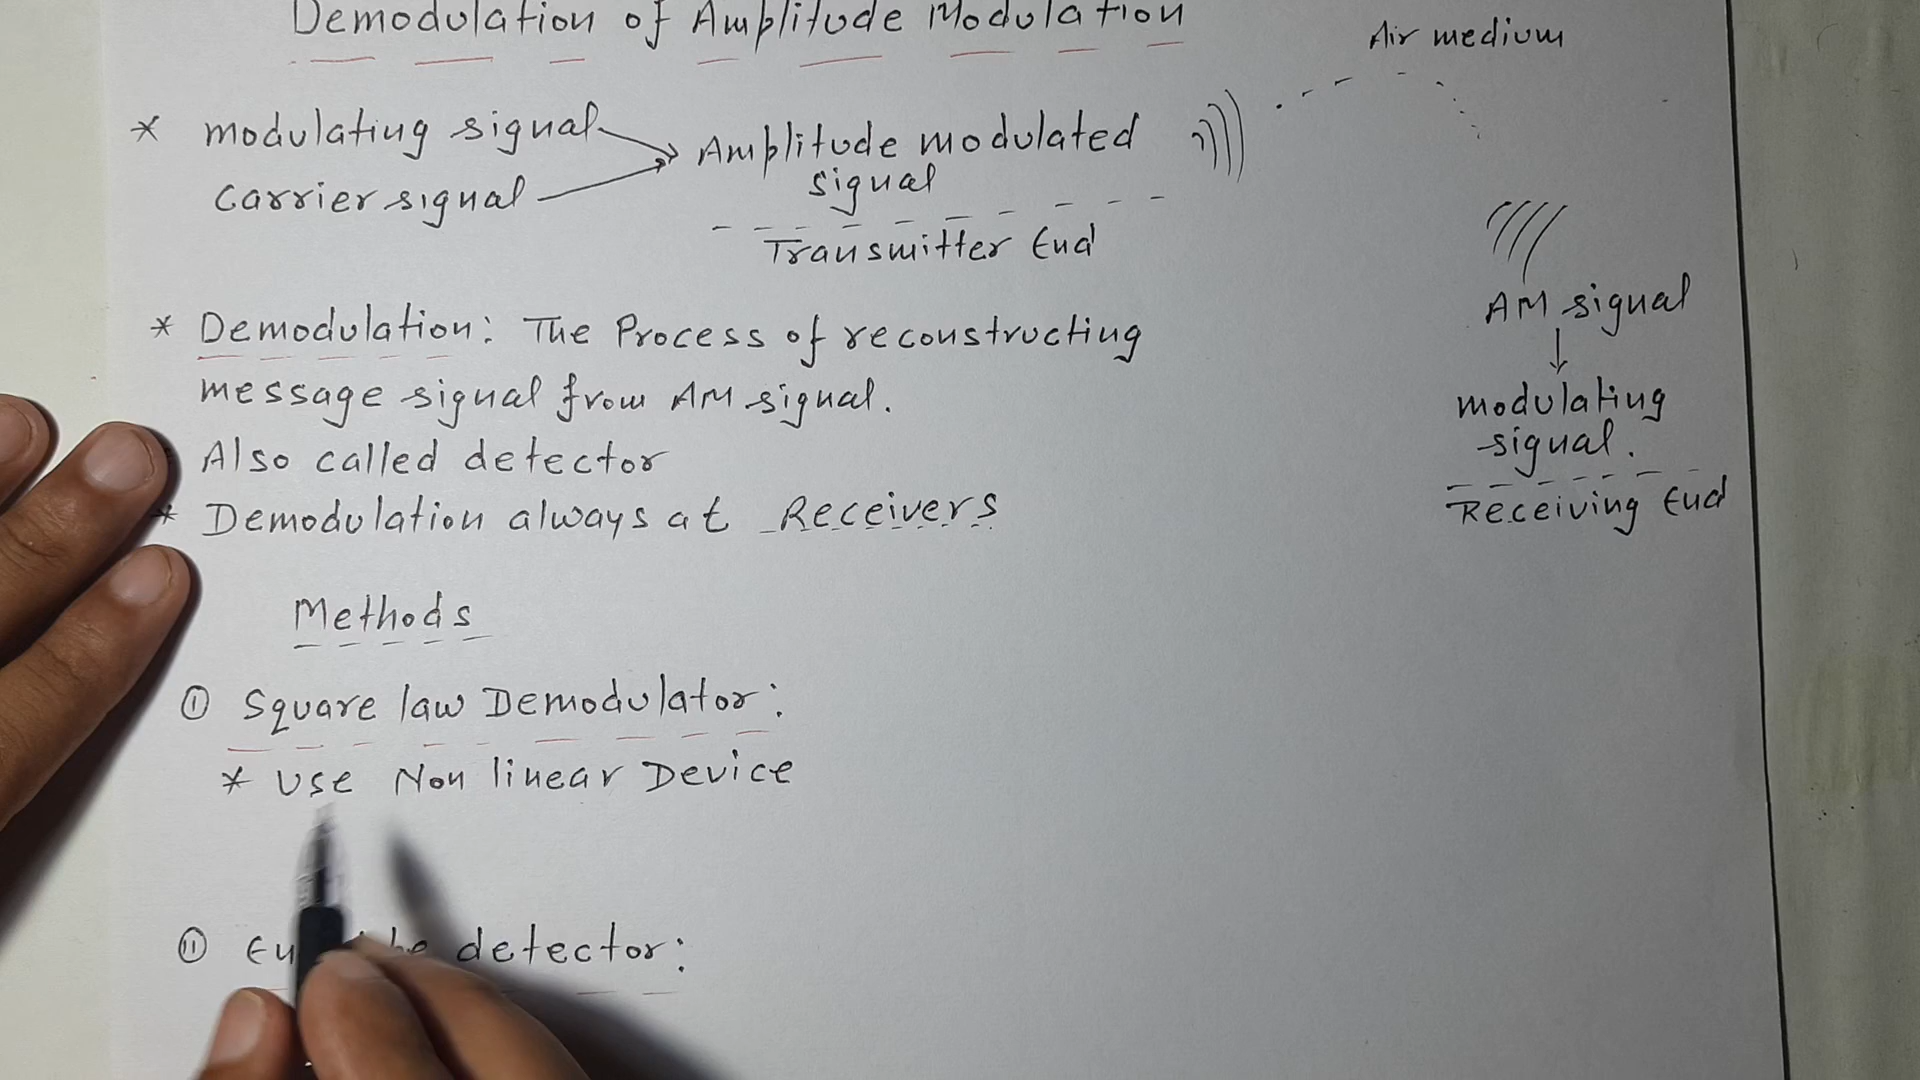 Demodulation of Amplitude Modulation
Air medium
* modulating signal
carrier signal
Amplitude modulated
signal
Transmitter End
AM signal
↓
modulating
signal.
Receiving End
* Demodulation: The Process of reconstructing
message signal from AM signal.
Also called detector
* Demodulation always at Receivers
Methods
① Square law Demodulator:
* Use Non linear Device
⑪ detector: